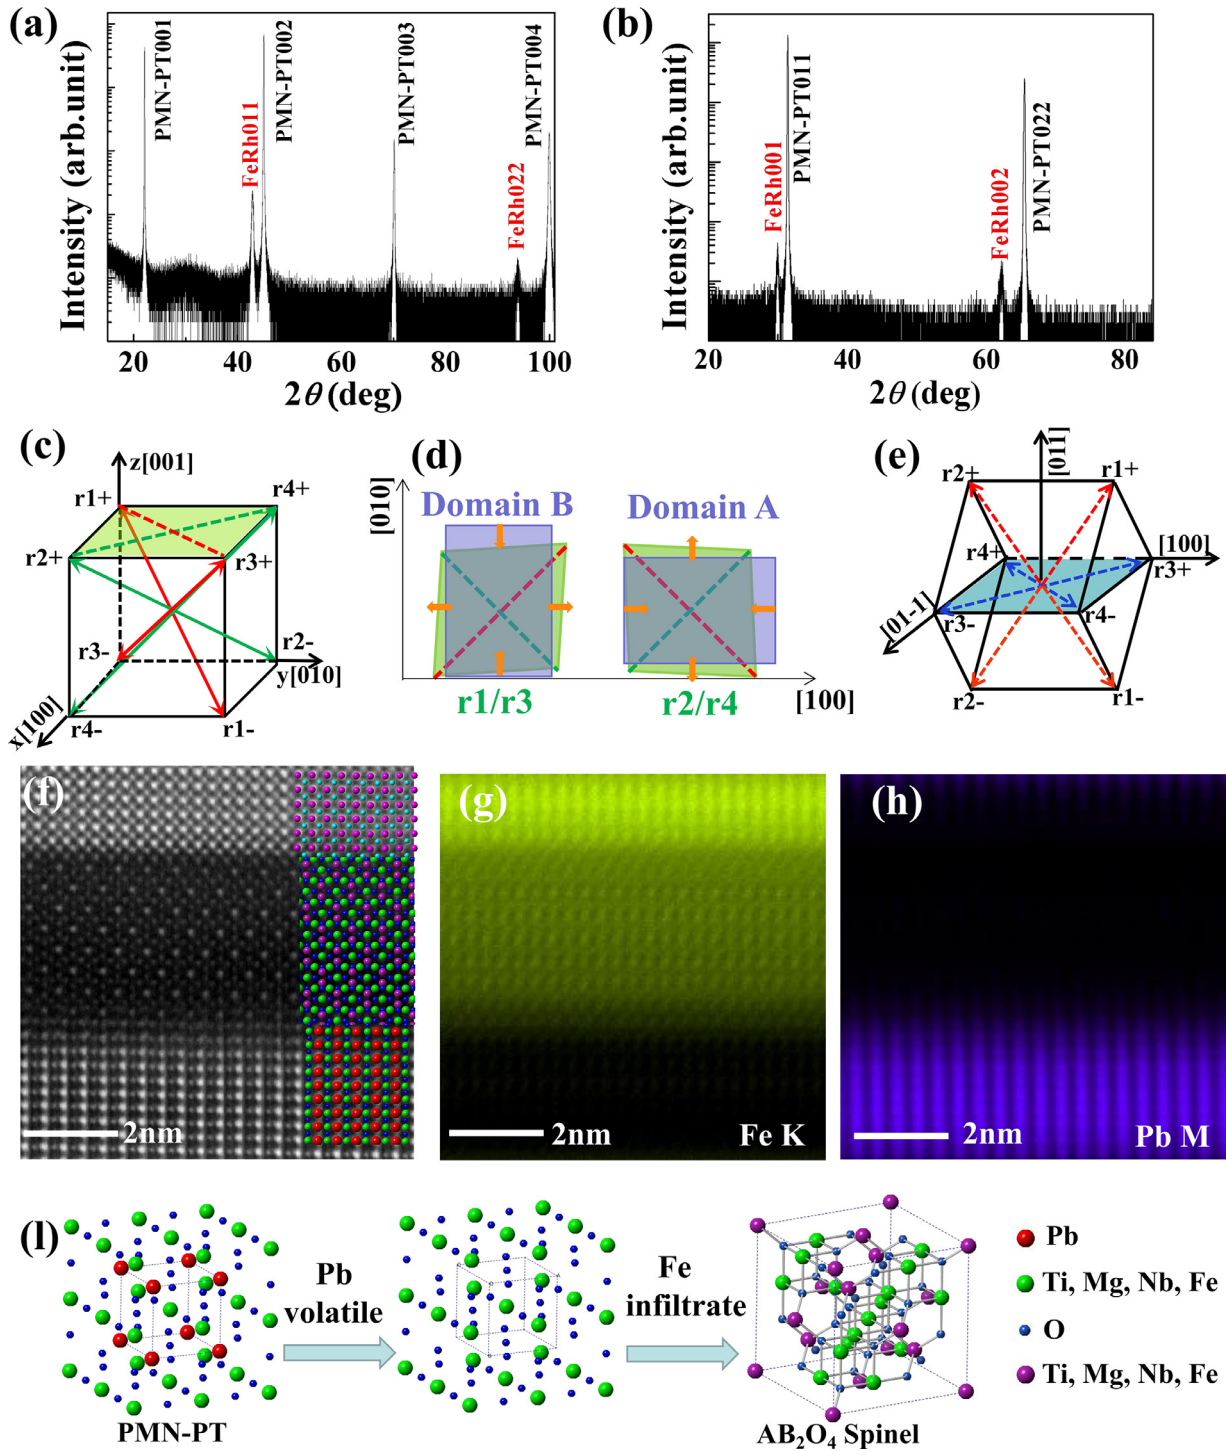 (a)
Intensity (arb.unit)
PMN-PT001
FeRh011
PMN-PT002
PMN-PT003
FeRh022
PMN-PT004
20 40 60 80 100
2θ (deg)
(b)
Intensity (arb.unit)
FeRh001
PMN-PT011
FeRh002
PMN-PT022
20 40 60 80
2θ (deg)
(c)
z[001]
r1+ r4+
r2+ r3+
r3- r2-
y[010]
x[100]
r4- r1-
(d)
[010]
Domain B Domain A
r1/r3 r2/r4
[100]
(e)
[011]
r2+ r1+
r4+ [100]
r3+
[01-1]
r3- r4-
r2- r1-
(f)
2nm
(g)
2nm Fe K
(h)
2nm Pb M
(l)
Pb
volatile
Fe
infiltrate
PMN-PT
AB₂O₄ Spinel
Pb
Ti, Mg, Nb, Fe
O
Ti, Mg, Nb, Fe